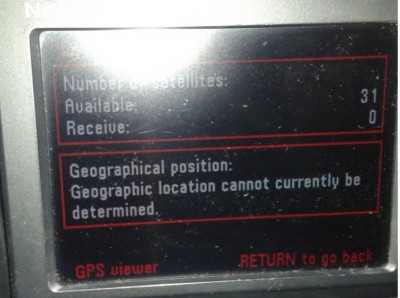 Number of satellites:
Available: 31
Receive: 0
Geographical position:
Geographic location cannot currently be
determined.
GPS viewer RETURN to go back